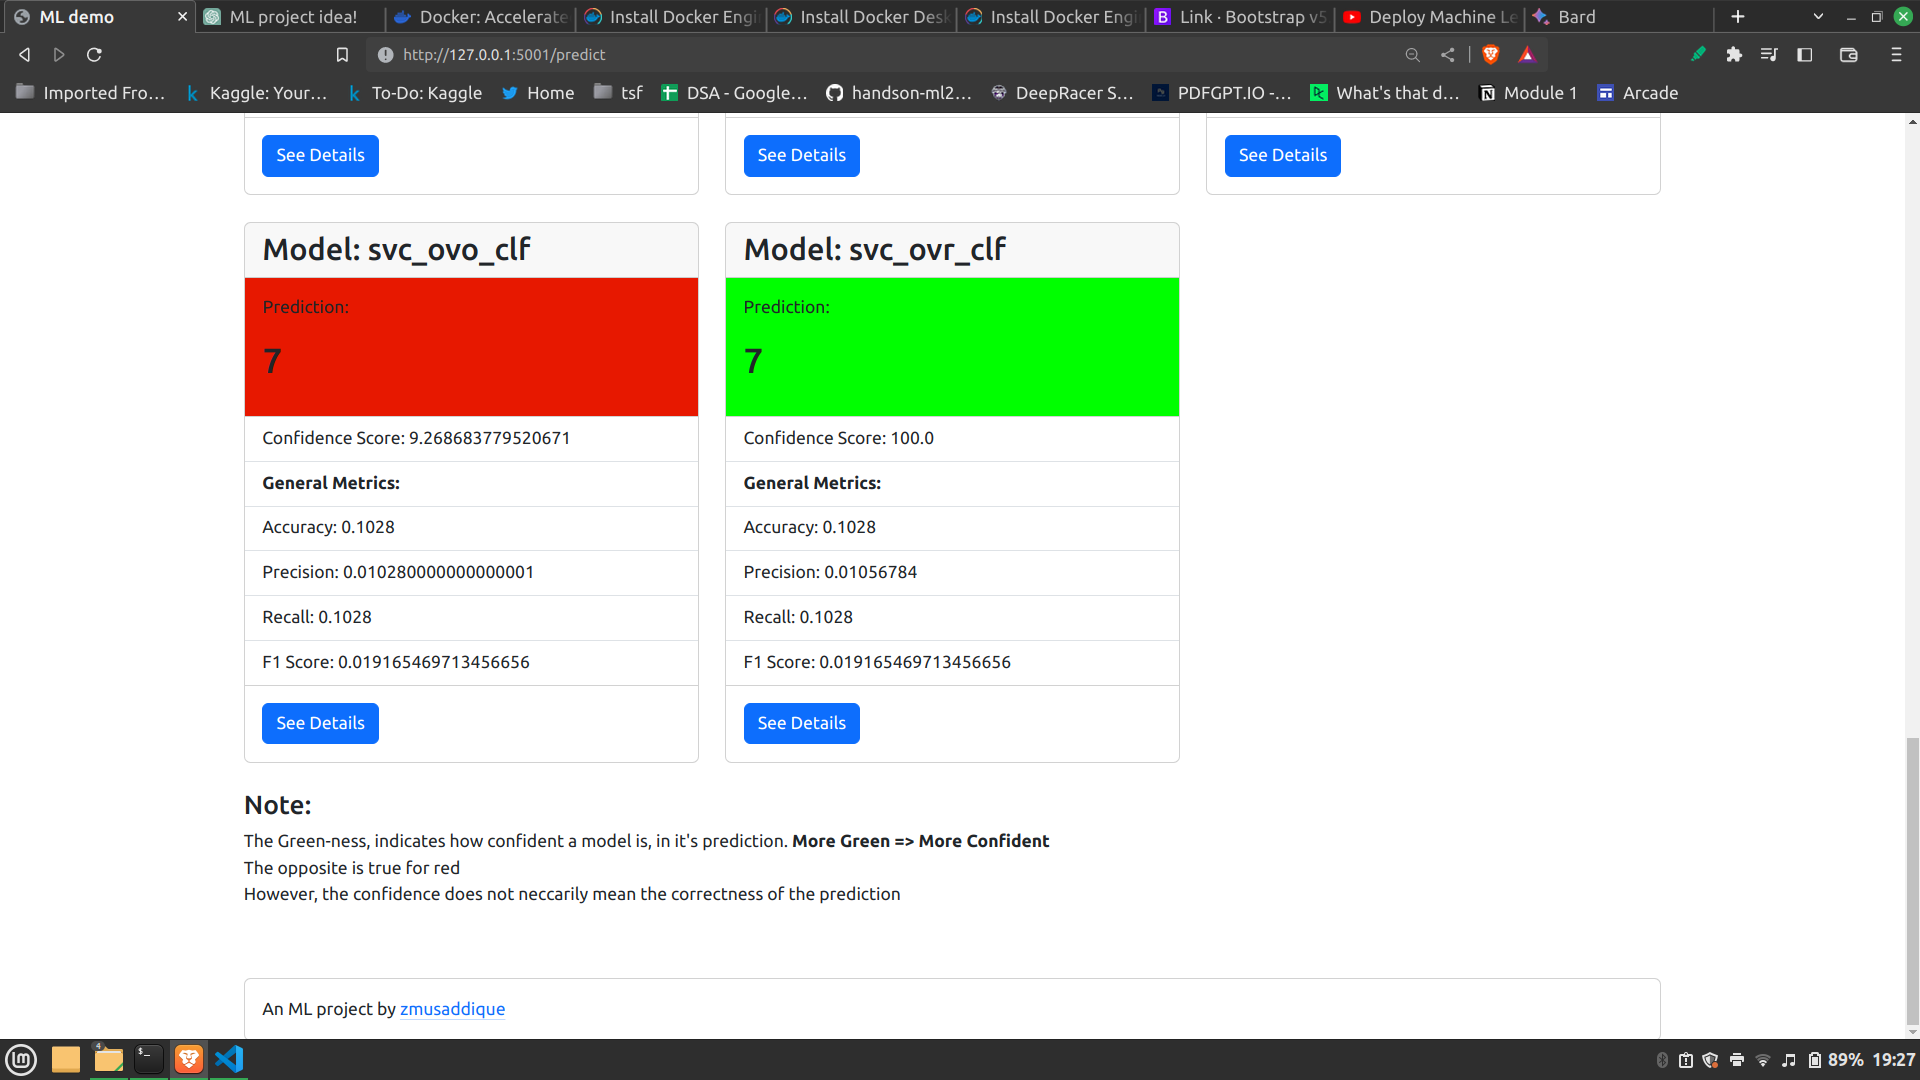 ML demo
ML project idea!
Docker: Accelerate
Install Docker Engi
Install Docker Desk
Install Docker Engi
Link · Bootstrap v5
Deploy Machine Le
Bard
http://127.0.0.1:5001/predict
Imported Fro...
Kaggle: Your...
To-Do: Kaggle
Home
tsf
DSA - Google...
handson-ml2...
DeepRacer S...
PDFGPT.IO -...
What's that d...
Module 1
Arcade
See Details
See Details
See Details
Model: svc_ovo_clf
Prediction:
7
Confidence Score: 9.268683779520671
General Metrics:
Accuracy: 0.1028
Precision: 0.010280000000000001
Recall: 0.1028
F1 Score: 0.019165469713456656
See Details
Model: svc_ovr_clf
Prediction:
7
Confidence Score: 100.0
General Metrics:
Accuracy: 0.1028
Precision: 0.01056784
Recall: 0.1028
F1 Score: 0.019165469713456656
See Details
Note:
The Green-ness, indicates how confident a model is, in it's prediction. More Green => More Confident
The opposite is true for red
However, the confidence does not neccarily mean the correctness of the prediction
An ML project by zmusaddique
4
89% 19:27